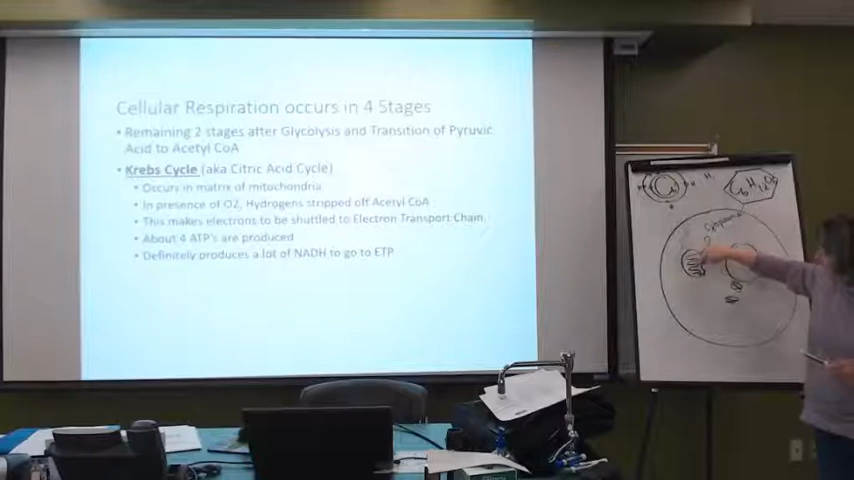 Cellular Respiration occurs in 4 Stages
• Remaining 2 stages after Glycolysis and Transition of Pyruvic
Acid to Acetyl CoA
• Krebs Cycle (aka Citric Acid Cycle)
• Occurs in matrix of mitochondria
• In presence of O2, Hydrogens stripped off Acetyl CoA
• This makes electrons to be shuttled to Electron Transport Chain
• About 4 ATP's are produced
• Definitely produces a lot of NADH to go to ETP